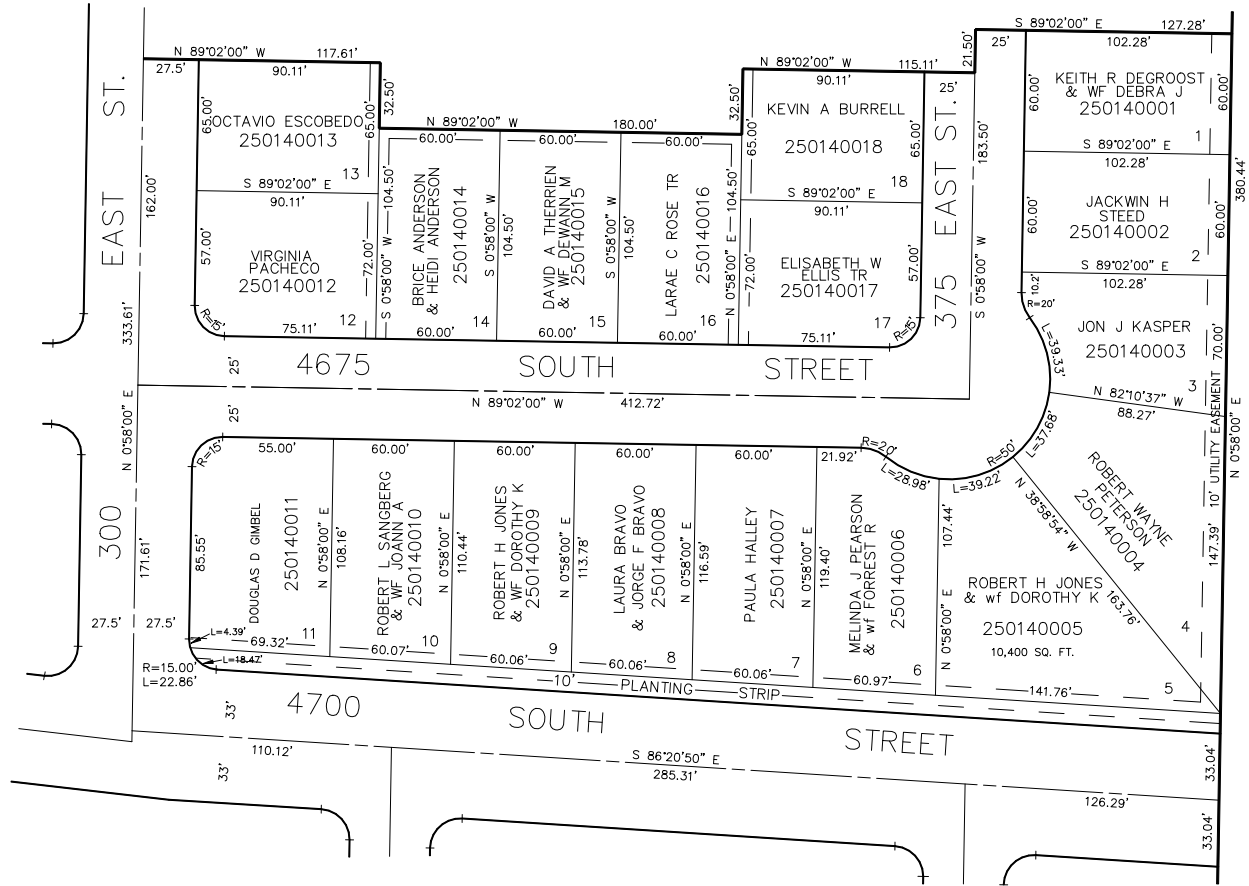 S 89°02'00" E 127.28'
N 89°02'00" W 117.61'
27.5'
90.11'
65.00'
OCTAVIO ESCOBEDO
250140013
65.00'
13
S 89°02'00" E
90.11'
57.00'
VIRGINIA
PACHECO
250140012
72.00'
12
R=15'
75.11'
32.50'
N 89°02'00" W 180.00'
60.00'
60.00'
60.00'
S 0°58'00" W 104.50'
BRICE ANDERSON
& HEIDI ANDERSON
250140014
14
60.00'
S 0°58'00" W
104.50'
DAVID A THERRIEN
& WF DEWANN M
250140015
15
60.00'
S 0°58'00" W
104.50'
LARAE C ROSE TR
250140016
16
60.00'
N 0°58'00" E 104.50'
32.50'
N 89°02'00" W 115.11'
90.11'
25'
65.00'
KEVIN A BURRELL
250140018
65.00'
18
S 89°02'00" E
90.11'
72.00'
ELISABETH W
ELLIS TR
250140017
57.00'
17
R=15'
75.11'
21.50'
25'
183.50'
S 0°58'00" W
375 EAST ST.
102.28'
60.00'
KEITH R DEGROOST
& WF DEBRA J
250140001
60.00'
1
S 89°02'00" E
102.28'
60.00'
JACKWIN H
STEED
250140002
60.00'
2
S 89°02'00" E
102.28'
10.2'
R=20'
JON J KASPER
250140003
L=39.33'
3
70.00'
N 82°10'37" W
88.27'
380.44'
N 0°58'00" E
10' UTILITY EASEMENT
EAST ST.
300
162.00'
333.61'
N 0°58'00" E
171.61'
25'
4675 SOUTH STREET
N 89°02'00" W 412.72'
25'
R=15'
55.00'
60.00'
60.00'
60.00'
60.00'
21.92'
R=20'
L=28.98'
L=39.22'
R=50'
L=37.68'
85.55'
DOUGLAS D GIMBEL
250140011
N 0°58'00" E
108.16'
11
69.32'
L=4.39'
L=18.47'
ROBERT L SANGBERG
& WF JOANN A
250140010
N 0°58'00" E
110.44'
10
60.07'
ROBERT H JONES
& WF DOROTHY K
250140009
N 0°58'00" E
113.78'
9
60.06'
LAURA BRAVO
& JORGE F BRAVO
250140008
N 0°58'00" E
116.59'
8
60.06'
PAULA HALLEY
250140007
N 0°58'00" E
119.40'
7
60.06'
MELINDA J PEARSON
& wf FORREST R
250140006
107.44'
N 0°58'00" E
6
60.97'
N 38°58'54" W
163.76'
ROBERT WAYNE
PETERSON
250140004
147.39'
4
ROBERT H JONES
& wf DOROTHY K
250140005
10,400 SQ. FT.
5
141.76'
27.5'
27.5'
R=15.00'
L=22.86'
10' PLANTING STRIP
33'
4700 SOUTH STREET
110.12'
S 86°20'50" E
285.31'
126.29'
33'
33.04'
33.04'